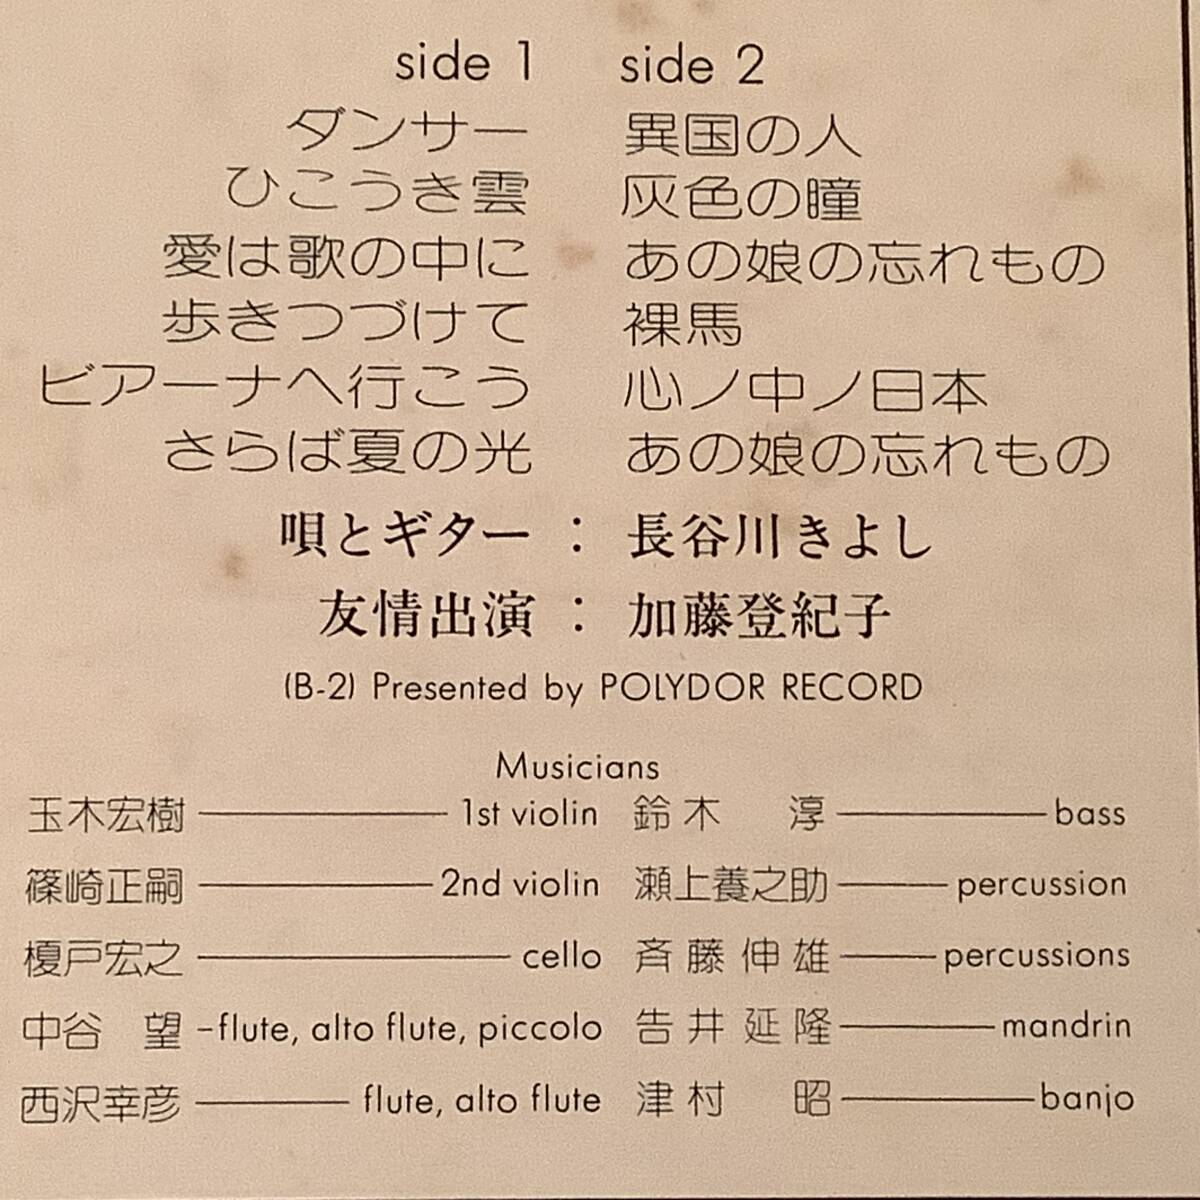 side 1
ダンサー
ひこうき雲
愛は歌の中に
歩きつづけて
ビアーナへ行こう
さらば夏の光
side 2
異国の人
灰色の瞳
あの娘の忘れもの
裸馬
心ノ中ノ日本
あの娘の忘れもの
唄とギター : 長谷川きよし
友情出演 : 加藤登紀子
(B-2) Presented by POLYDOR RECORD
Musicians
玉木宏樹 1st violin
篠崎正嗣 2nd violin
榎戸宏之 cello
中谷 望 flute, alto flute, piccolo
西沢幸彦 flute, alto flute
鈴木 淳 bass
瀬上養之助 percussion
斉藤伸雄 percussions
告井延隆 mandrin
津村 昭 banjo